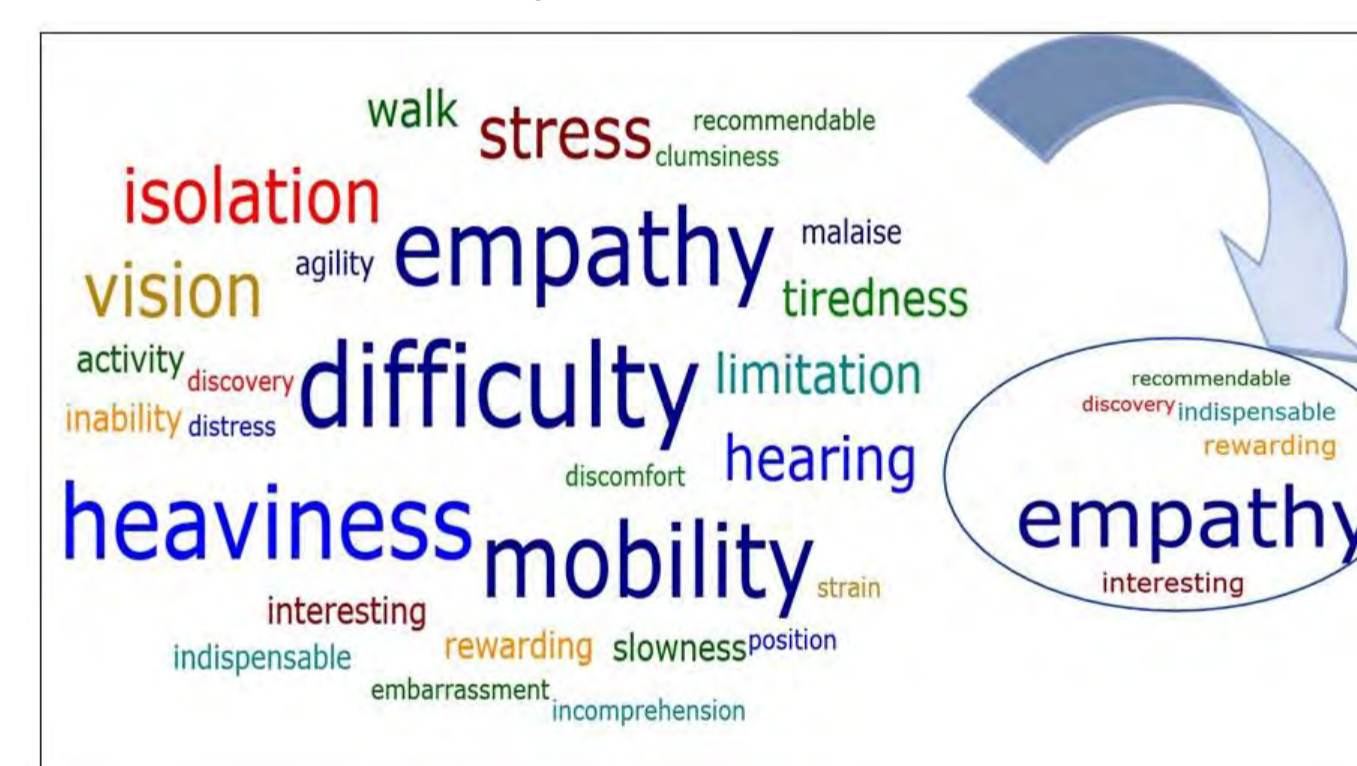 walk
stress
recommendable
clumsiness
isolation
empathy
malaise
agility
vision
tiredness
activity
discovery
difficulty
limitation
inability
distress
hearing
discomfort
heaviness
mobility
strain
interesting
rewarding
slowness
position
indispensable
embarrassment
incomprehension
recommendable
discovery
indispensable
rewarding
empathy
interesting